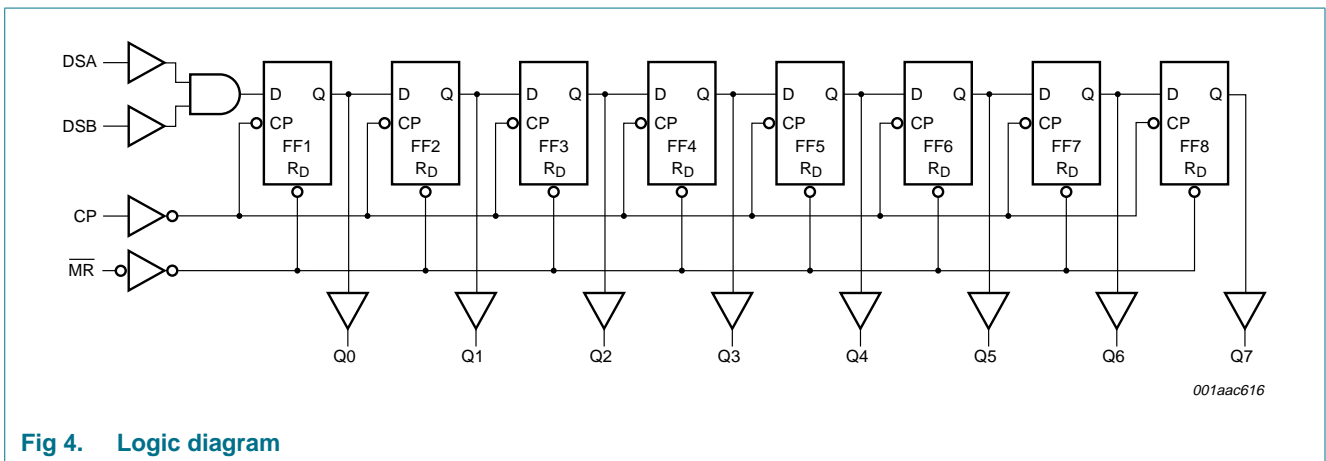 DSA
DSB
D Q D Q D Q D Q D Q D Q D Q D Q
CP CP CP CP CP CP CP CP
FF1 FF2 FF3 FF4 FF5 FF6 FF7 FF8
RD RD RD RD RD RD RD RD
CP
MR
Q0 Q1 Q2 Q3 Q4 Q5 Q6 Q7
001aac616
Fig 4. Logic diagram